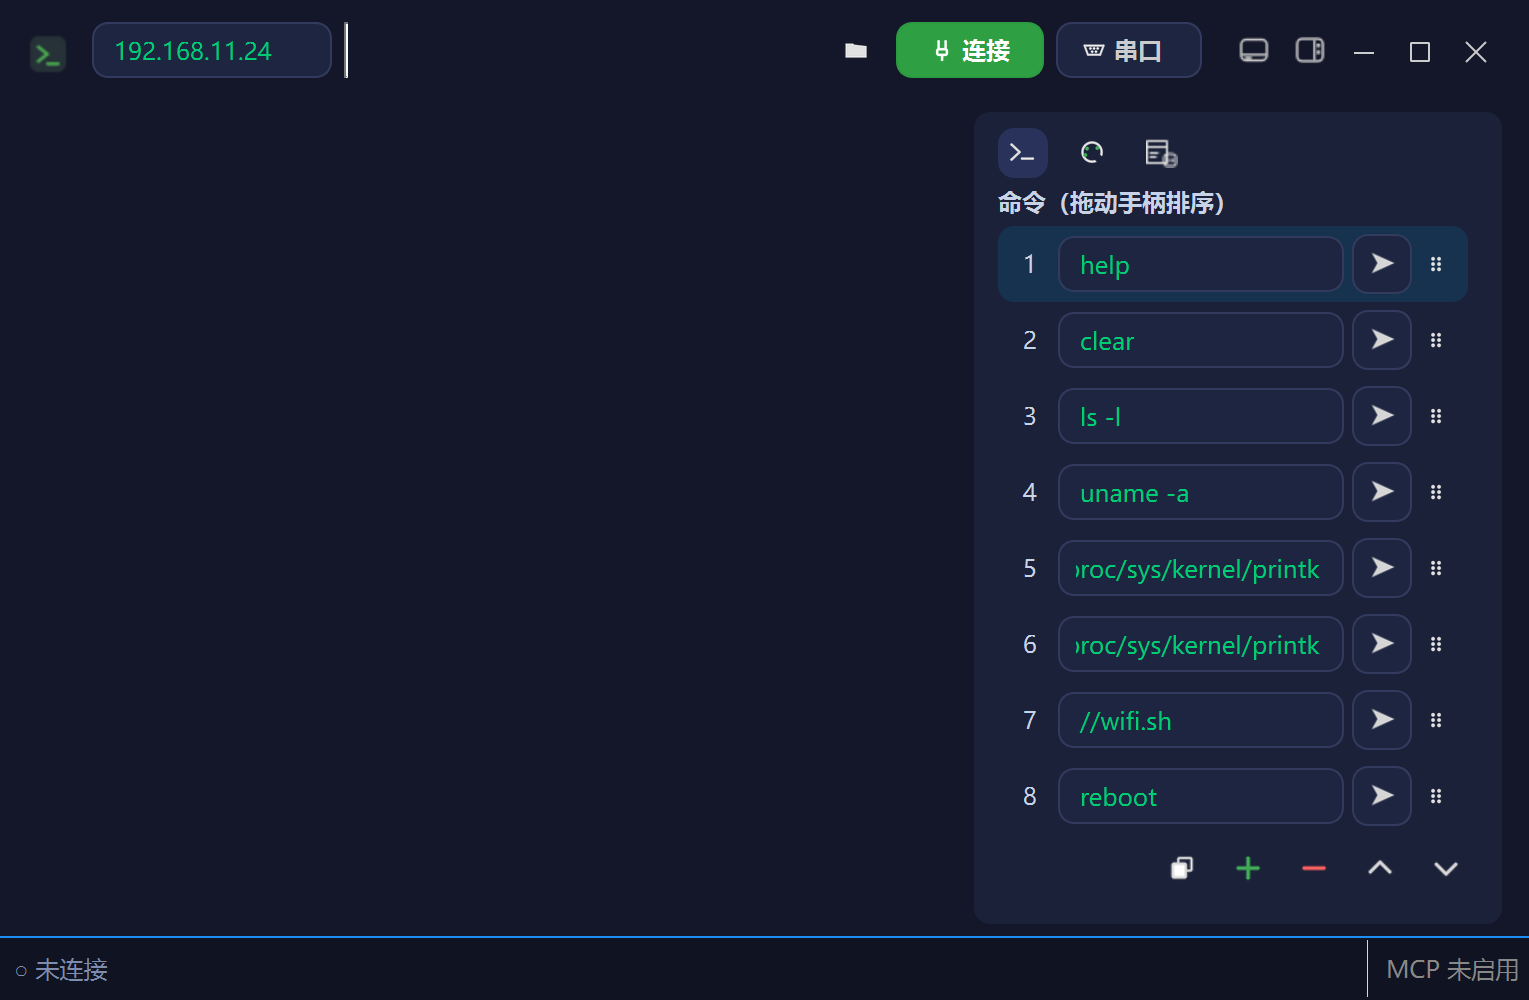 192.168.11.24
连接
串口
命令（拖动手柄排序）
1 help
2 clear
3 ls -l
4 uname -a
5 proc/sys/kernel/printk
6 proc/sys/kernel/printk
7 //wifi.sh
8 reboot
未连接
MCP 未启用